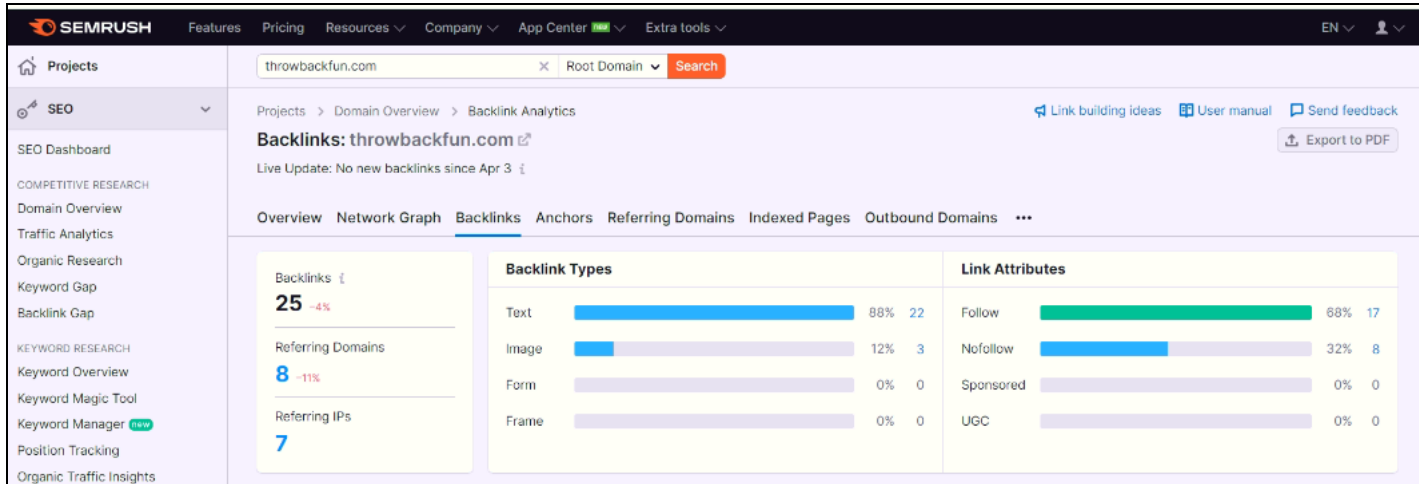 SEMRUSH Features Pricing Resources Company App Center new Extra tools EN
Projects
throwbackfun.com × Root Domain Search
SEO
Projects > Domain Overview > Backlink Analytics
Link building ideas User manual Send feedback
Backlinks: throwbackfun.com
Export to PDF
Live Update: No new backlinks since Apr 3 i
SEO Dashboard
COMPETITIVE RESEARCH
Domain Overview
Traffic Analytics
Organic Research
Keyword Gap
Backlink Gap
KEYWORD RESEARCH
Keyword Overview
Keyword Magic Tool
Keyword Manager new
Position Tracking
Organic Traffic Insights
Overview Network Graph Backlinks Anchors Referring Domains Indexed Pages Outbound Domains •••
Backlinks i
25 -4%
Referring Domains
8 -11%
Referring IPs
7
Backlink Types
Text 88% 22
Image 12% 3
Form 0% 0
Frame 0% 0
Link Attributes
Follow 68% 17
Nofollow 32% 8
Sponsored 0% 0
UGC 0% 0